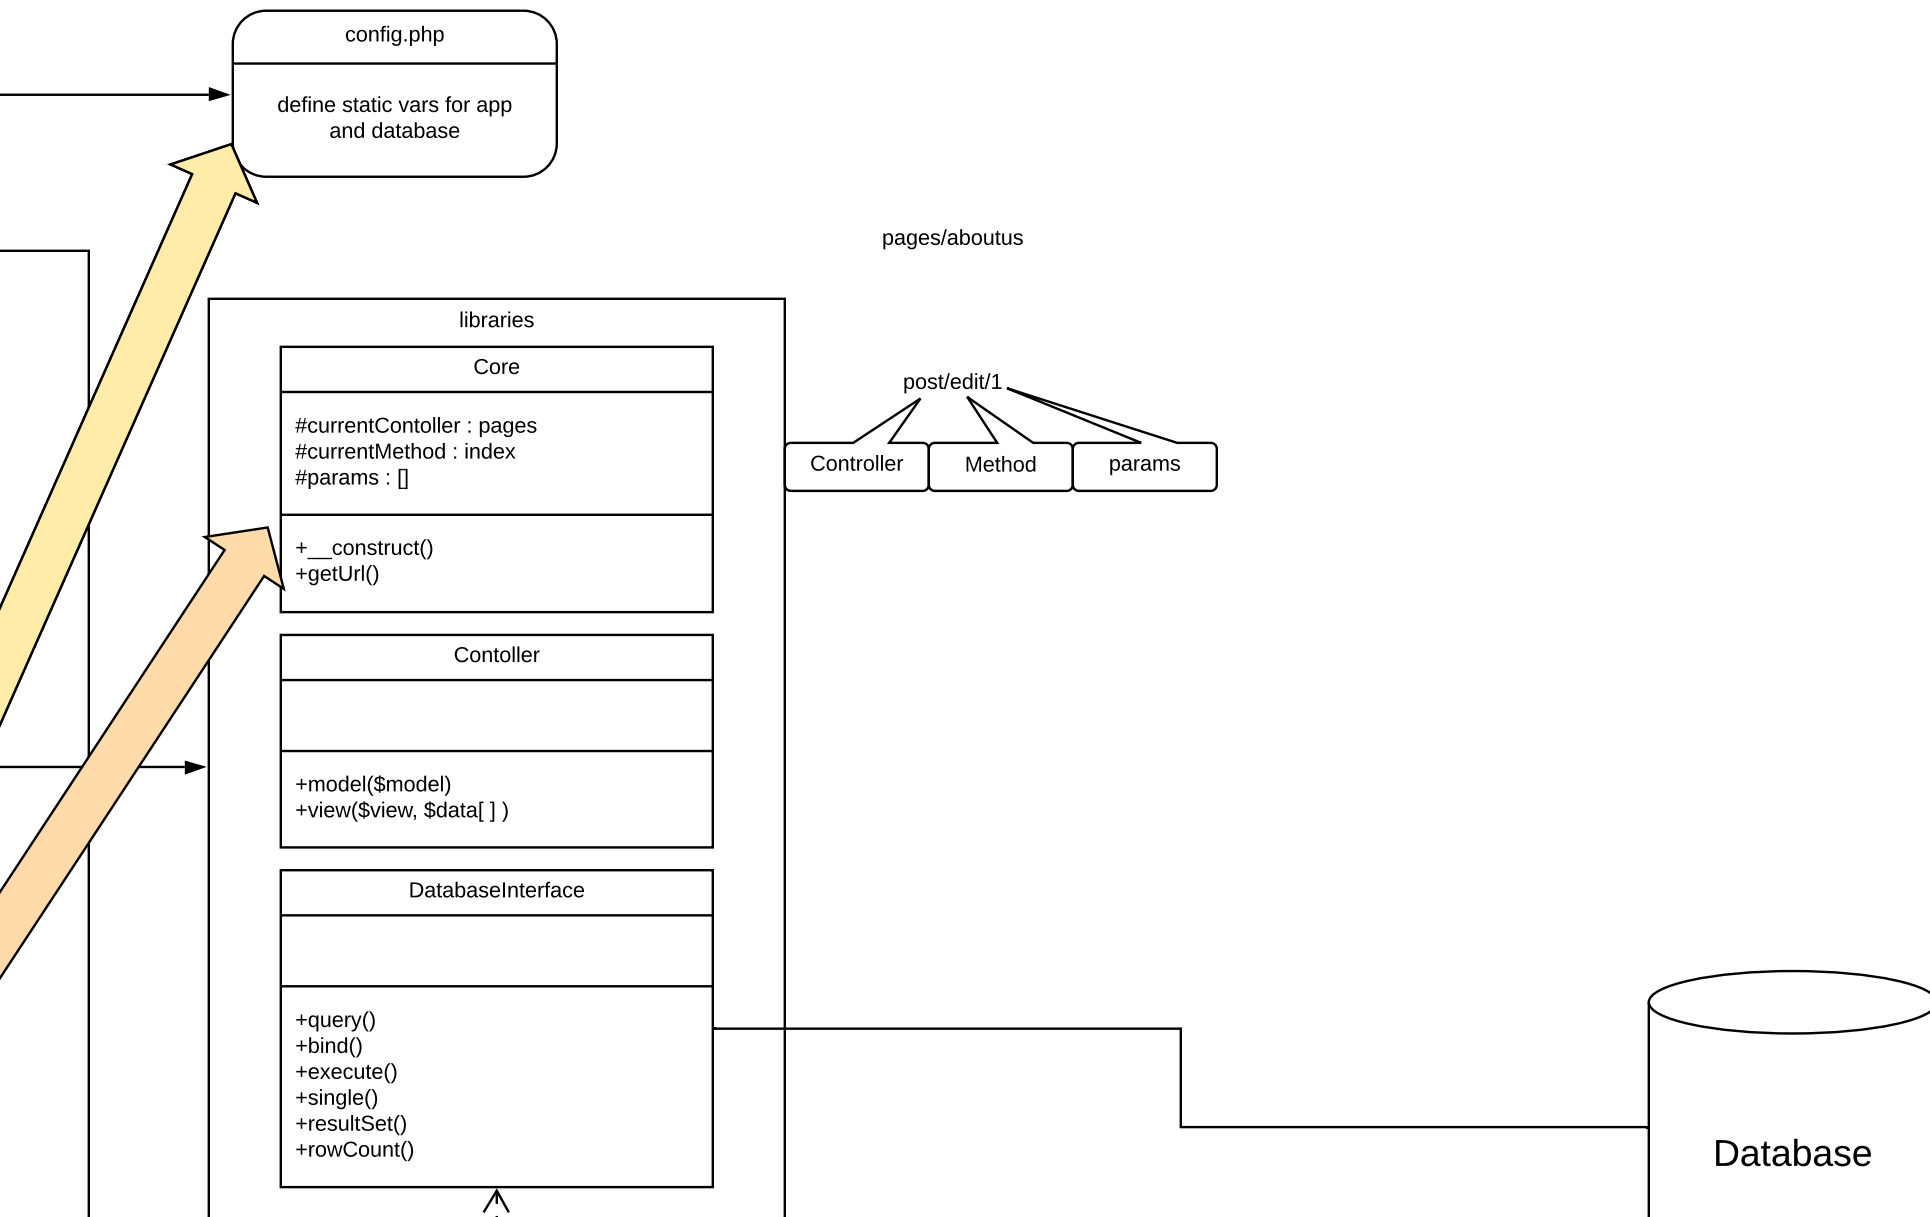 config.php
define static vars for app
and database
pages/aboutus
libraries
Core
#currentContoller : pages
#currentMethod : index
#params : []
+__construct()
+getUrl()
post/edit/1
Controller
Method
params
Contoller
+model($model)
+view($view, $data[ ] )
DatabaseInterface
+query()
+bind()
+execute()
+single()
+resultSet()
+rowCount()
Database